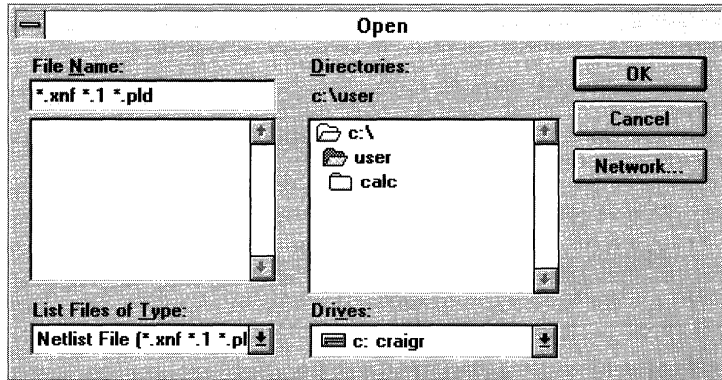 Open
File Name:
*.xnf *.1 *.pld
Directories:
c:\user
c:\
user
calc
OK
Cancel
Network...
List Files of Type:
Netlist File (*.xnf *.1 *.pl
Drives:
c: craigr